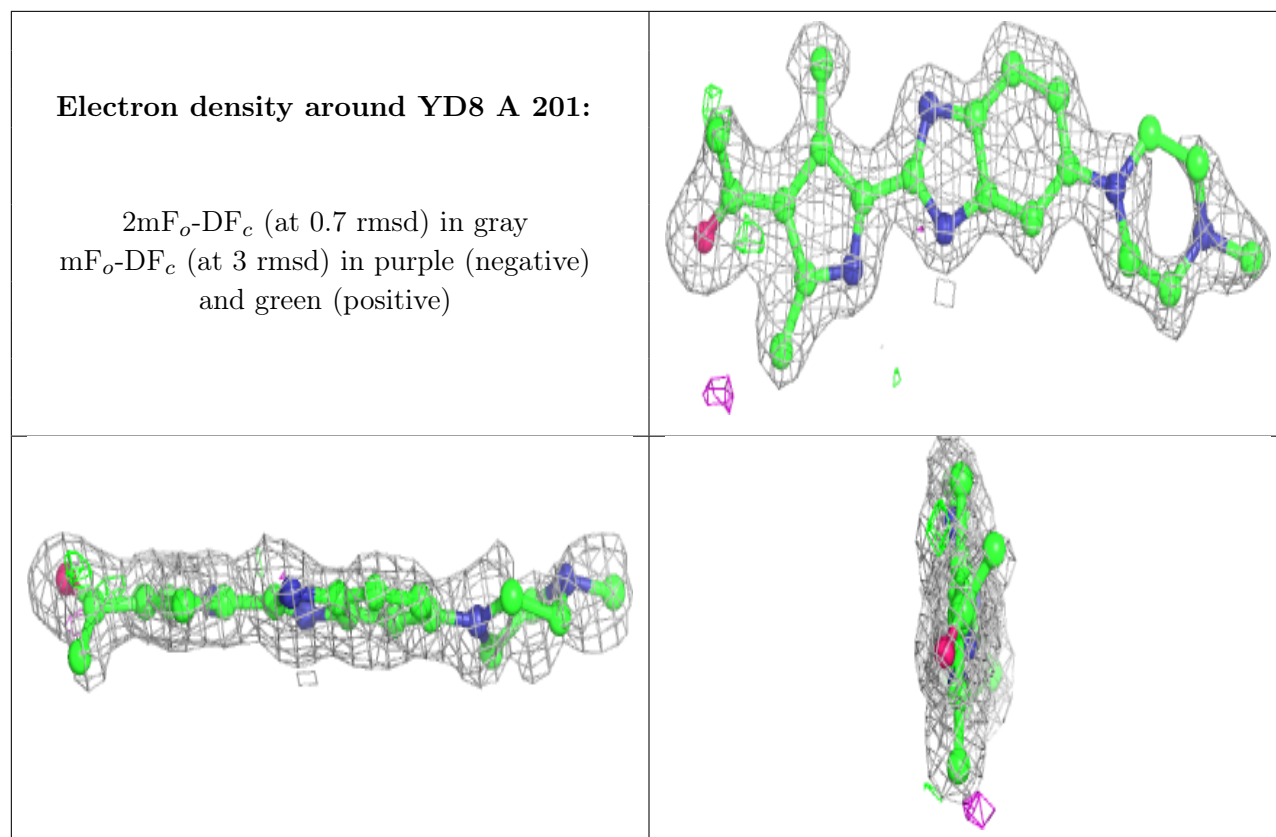 Electron density around YD8 A 201:
2mFₒ-DF𝒸 (at 0.7 rmsd) in gray
mFₒ-DF𝒸 (at 3 rmsd) in purple (negative)
and green (positive)